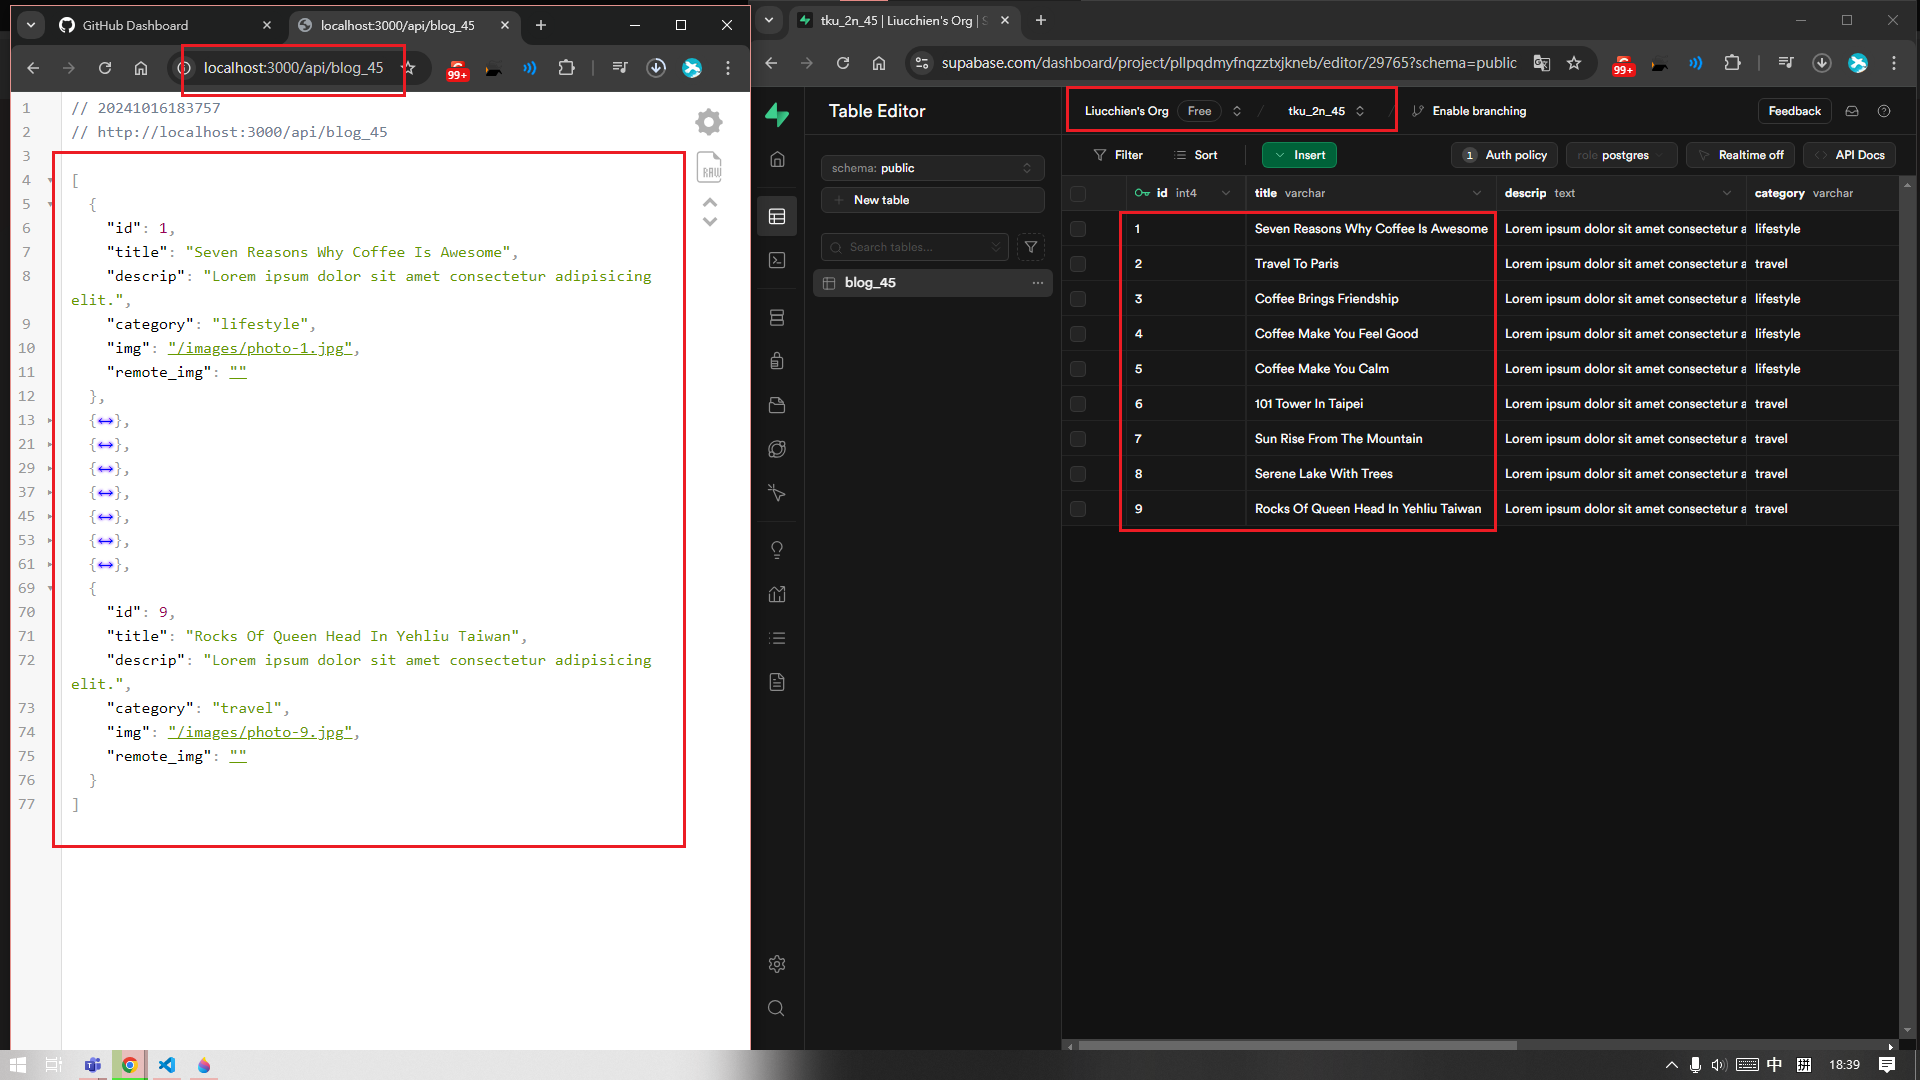 GitHub Dashboard
localhost:3000/api/blog_45
localhost:3000/api/blog_45
99+
1 // 20241016183757
2 // http://localhost:3000/api/blog_45
3
4 [
5 {
6 "id": 1,
7 "title": "Seven Reasons Why Coffee Is Awesome",
8 "descrip": "Lorem ipsum dolor sit amet consectetur adipisicing
elit.",
9 "category": "lifestyle",
10 "img": "/images/photo-1.jpg",
11 "remote_img": ""
12 },
13 {↔},
21 {↔},
29 {↔},
37 {↔},
45 {↔},
53 {↔},
61 {↔},
69 {
70 "id": 9,
71 "title": "Rocks Of Queen Head In Yehliu Taiwan",
72 "descrip": "Lorem ipsum dolor sit amet consectetur adipisicing
elit.",
73 "category": "travel",
74 "img": "/images/photo-9.jpg",
75 "remote_img": ""
76 }
77 ]
RAW
tku_2n_45 | Liucchien's Org | S
supabase.com/dashboard/project/pllpqdmyfnqzztxjkneb/editor/29765?schema=public
99+
Table Editor
schema: public
New table
Search tables...
blog_45
Liucchien's Org Free / tku_2n_45 / Enable branching
Feedback
Filter Sort Insert 1 Auth policy role postgres Realtime off API Docs
id int4 title varchar descrip text category varchar
1 Seven Reasons Why Coffee Is Awesome Lorem ipsum dolor sit amet consectetur a lifestyle
2 Travel To Paris Lorem ipsum dolor sit amet consectetur a travel
3 Coffee Brings Friendship Lorem ipsum dolor sit amet consectetur a lifestyle
4 Coffee Make You Feel Good Lorem ipsum dolor sit amet consectetur a lifestyle
5 Coffee Make You Calm Lorem ipsum dolor sit amet consectetur a lifestyle
6 101 Tower In Taipei Lorem ipsum dolor sit amet consectetur a travel
7 Sun Rise From The Mountain Lorem ipsum dolor sit amet consectetur a travel
8 Serene Lake With Trees Lorem ipsum dolor sit amet consectetur a travel
9 Rocks Of Queen Head In Yehliu Taiwan Lorem ipsum dolor sit amet consectetur a travel
中 拼 18:39